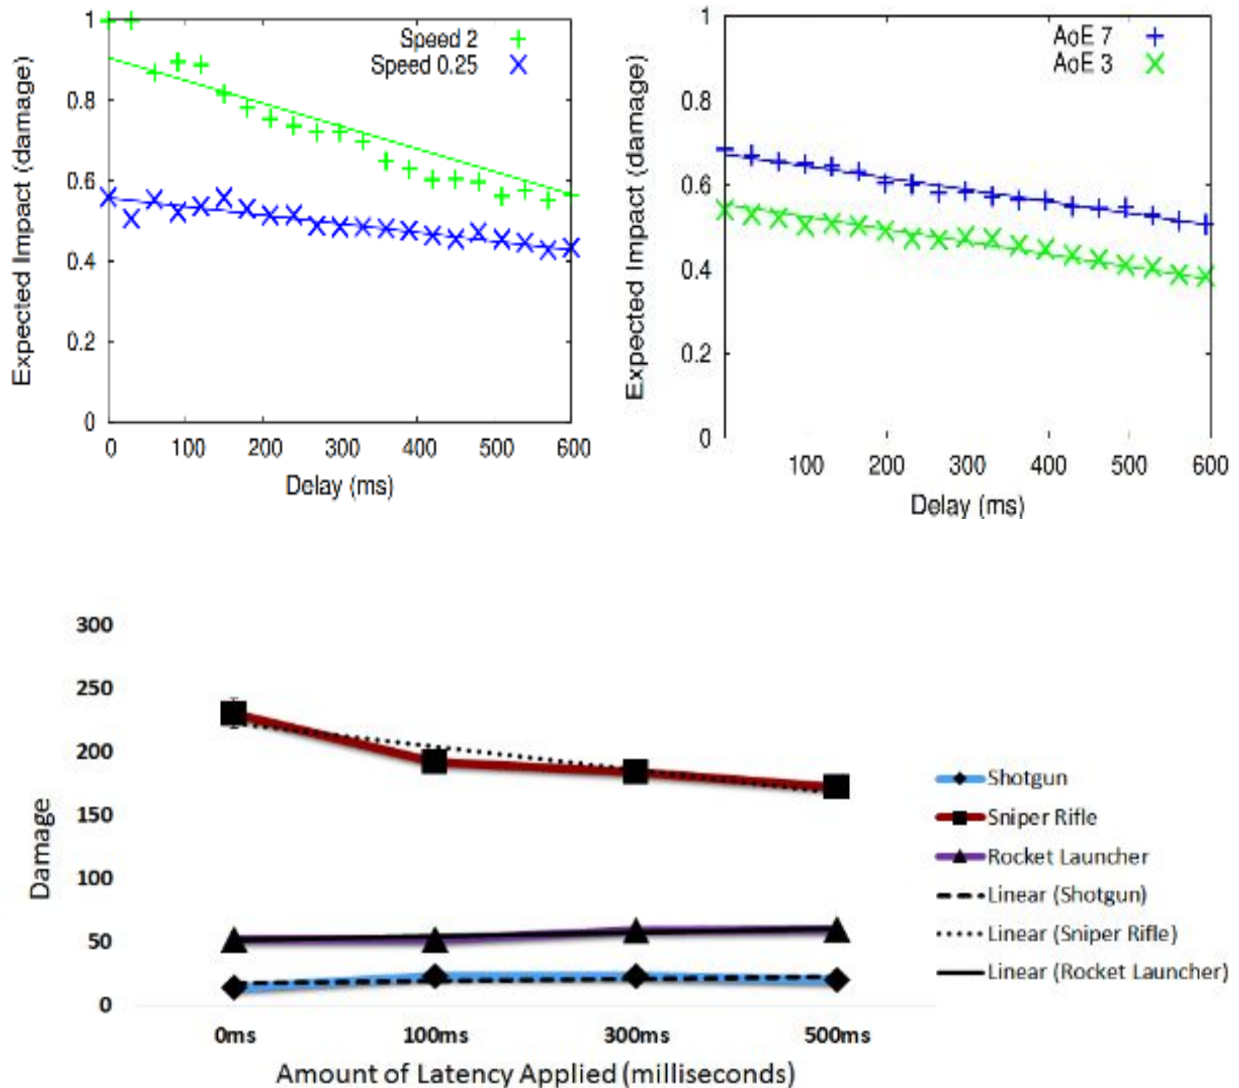 Expected Impact (damage)
1
0.8
0.6
0.4
0.2
0
Speed 2
Speed 0.25
0 100 200 300 400 500 600
Delay (ms)
Expected Impact (damage)
1
0.8
0.6
0.4
0.2
0
AoE 7
AoE 3
100 200 300 400 500 600
Delay (ms)
Damage
300
250
200
150
100
50
0
0ms 100ms 300ms 500ms
Amount of Latency Applied (milliseconds)
Shotgun
Sniper Rifle
Rocket Launcher
Linear (Shotgun)
Linear (Sniper Rifle)
Linear (Rocket Launcher)